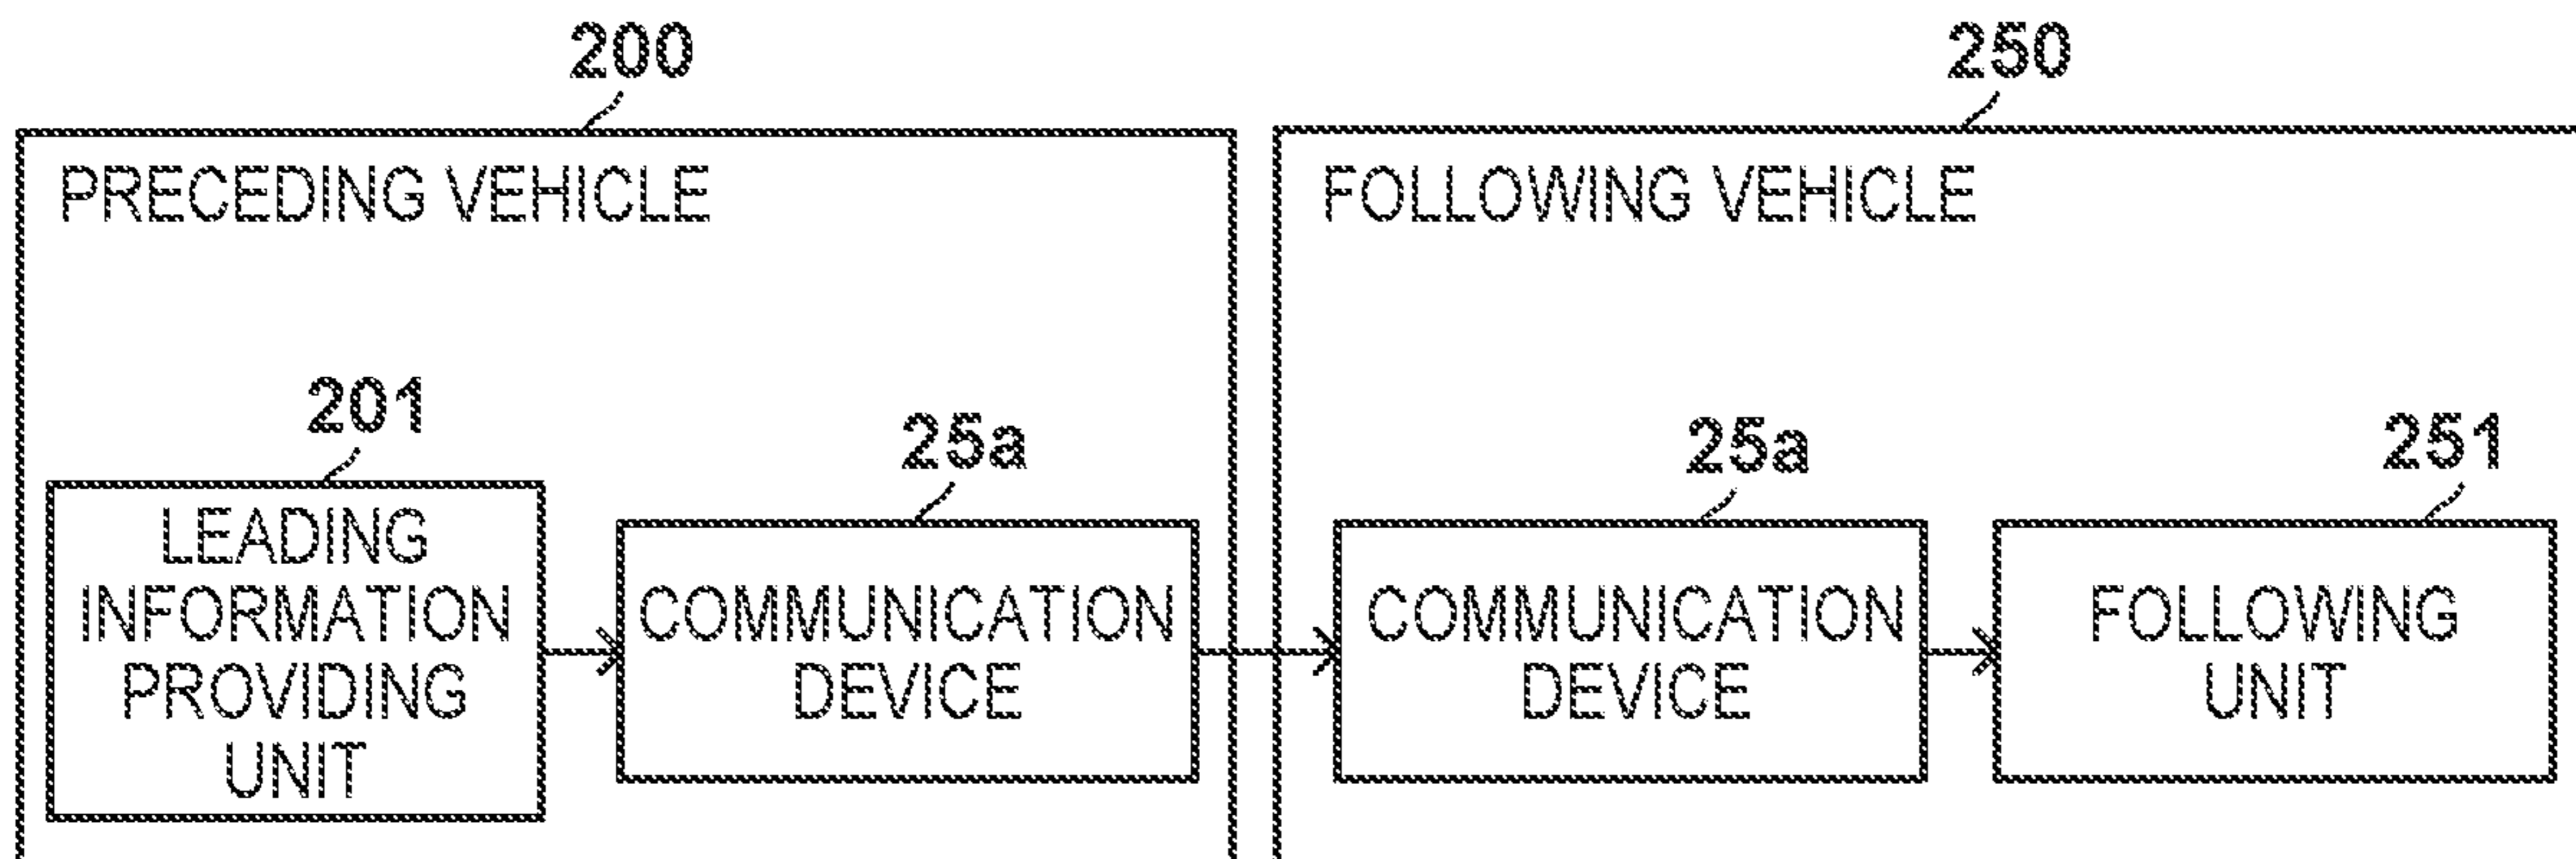 200
250
PRECEDING VEHICLE
FOLLOWING VEHICLE
201
25a
25a
251
LEADING
INFORMATION
PROVIDING
UNIT
COMMUNICATION
DEVICE
COMMUNICATION
DEVICE
FOLLOWING
UNIT